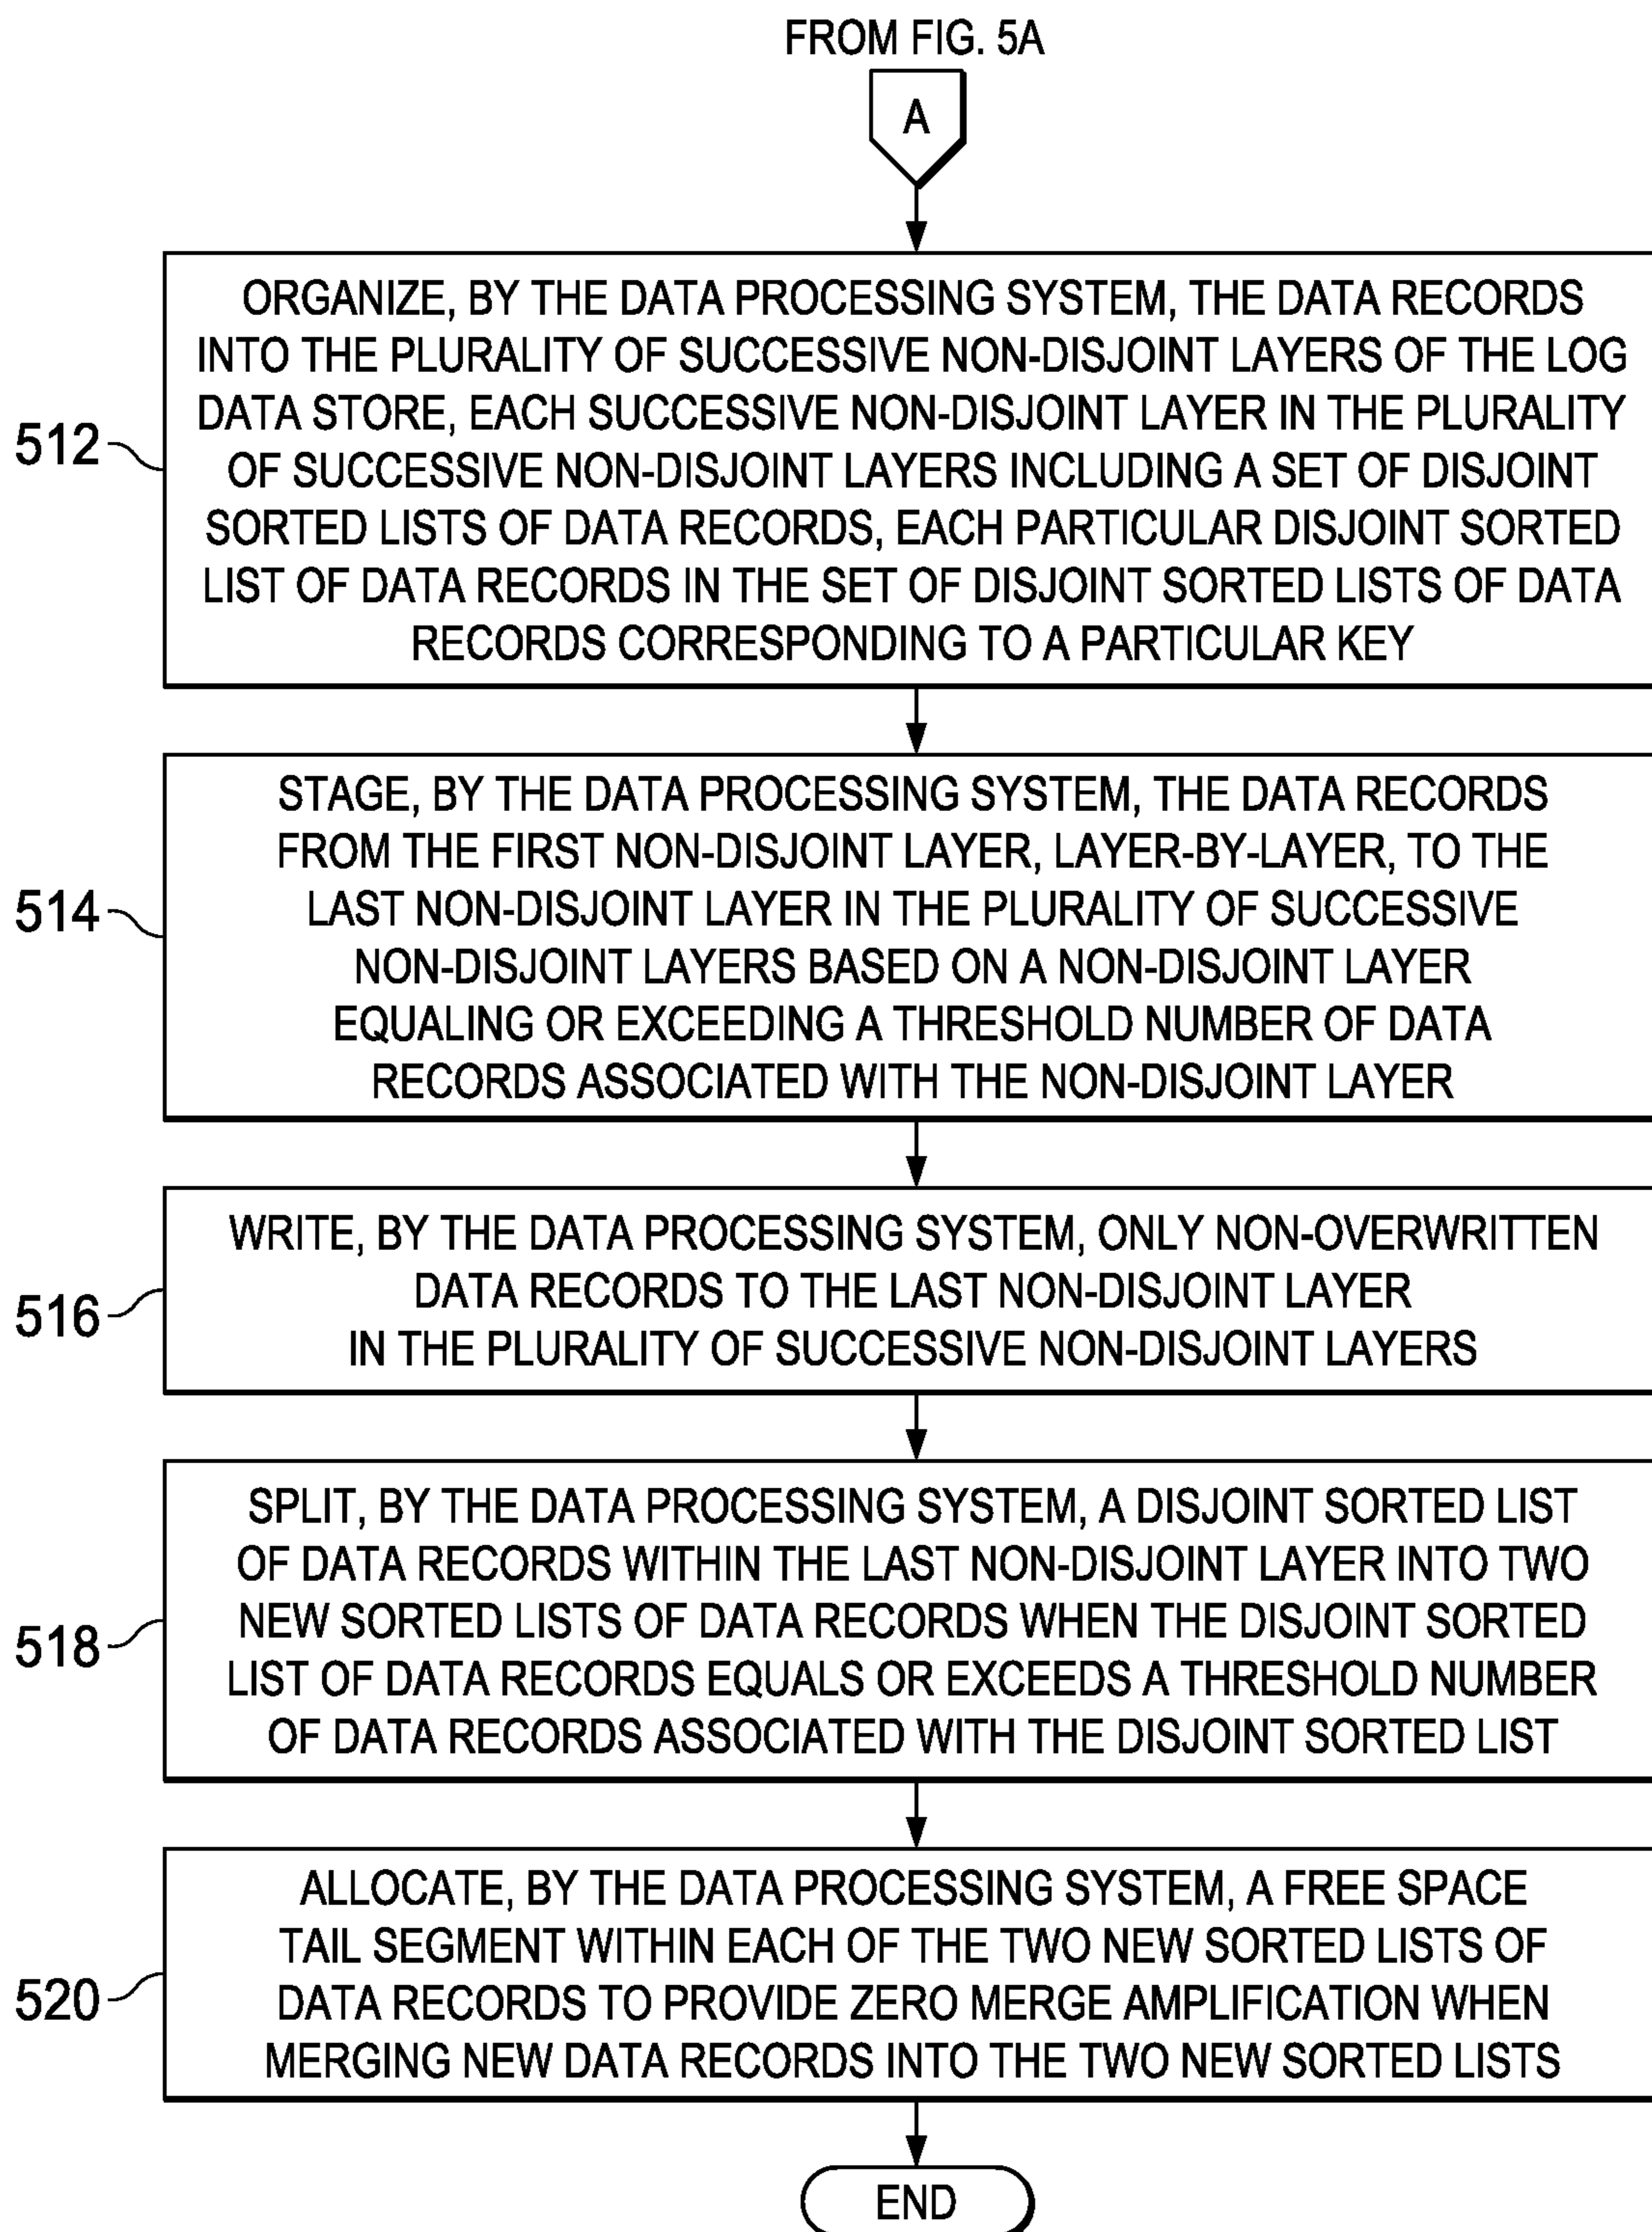 FROM FIG. 5A
A
512
ORGANIZE, BY THE DATA PROCESSING SYSTEM, THE DATA RECORDS
INTO THE PLURALITY OF SUCCESSIVE NON-DISJOINT LAYERS OF THE LOG
DATA STORE, EACH SUCCESSIVE NON-DISJOINT LAYER IN THE PLURALITY
OF SUCCESSIVE NON-DISJOINT LAYERS INCLUDING A SET OF DISJOINT
SORTED LISTS OF DATA RECORDS, EACH PARTICULAR DISJOINT SORTED
LIST OF DATA RECORDS IN THE SET OF DISJOINT SORTED LISTS OF DATA
RECORDS CORRESPONDING TO A PARTICULAR KEY
514
STAGE, BY THE DATA PROCESSING SYSTEM, THE DATA RECORDS
FROM THE FIRST NON-DISJOINT LAYER, LAYER-BY-LAYER, TO THE
LAST NON-DISJOINT LAYER IN THE PLURALITY OF SUCCESSIVE
NON-DISJOINT LAYERS BASED ON A NON-DISJOINT LAYER
EQUALING OR EXCEEDING A THRESHOLD NUMBER OF DATA
RECORDS ASSOCIATED WITH THE NON-DISJOINT LAYER
516
WRITE, BY THE DATA PROCESSING SYSTEM, ONLY NON-OVERWRITTEN
DATA RECORDS TO THE LAST NON-DISJOINT LAYER
IN THE PLURALITY OF SUCCESSIVE NON-DISJOINT LAYERS
518
SPLIT, BY THE DATA PROCESSING SYSTEM, A DISJOINT SORTED LIST
OF DATA RECORDS WITHIN THE LAST NON-DISJOINT LAYER INTO TWO
NEW SORTED LISTS OF DATA RECORDS WHEN THE DISJOINT SORTED
LIST OF DATA RECORDS EQUALS OR EXCEEDS A THRESHOLD NUMBER
OF DATA RECORDS ASSOCIATED WITH THE DISJOINT SORTED LIST
520
ALLOCATE, BY THE DATA PROCESSING SYSTEM, A FREE SPACE
TAIL SEGMENT WITHIN EACH OF THE TWO NEW SORTED LISTS OF
DATA RECORDS TO PROVIDE ZERO MERGE AMPLIFICATION WHEN
MERGING NEW DATA RECORDS INTO THE TWO NEW SORTED LISTS
END